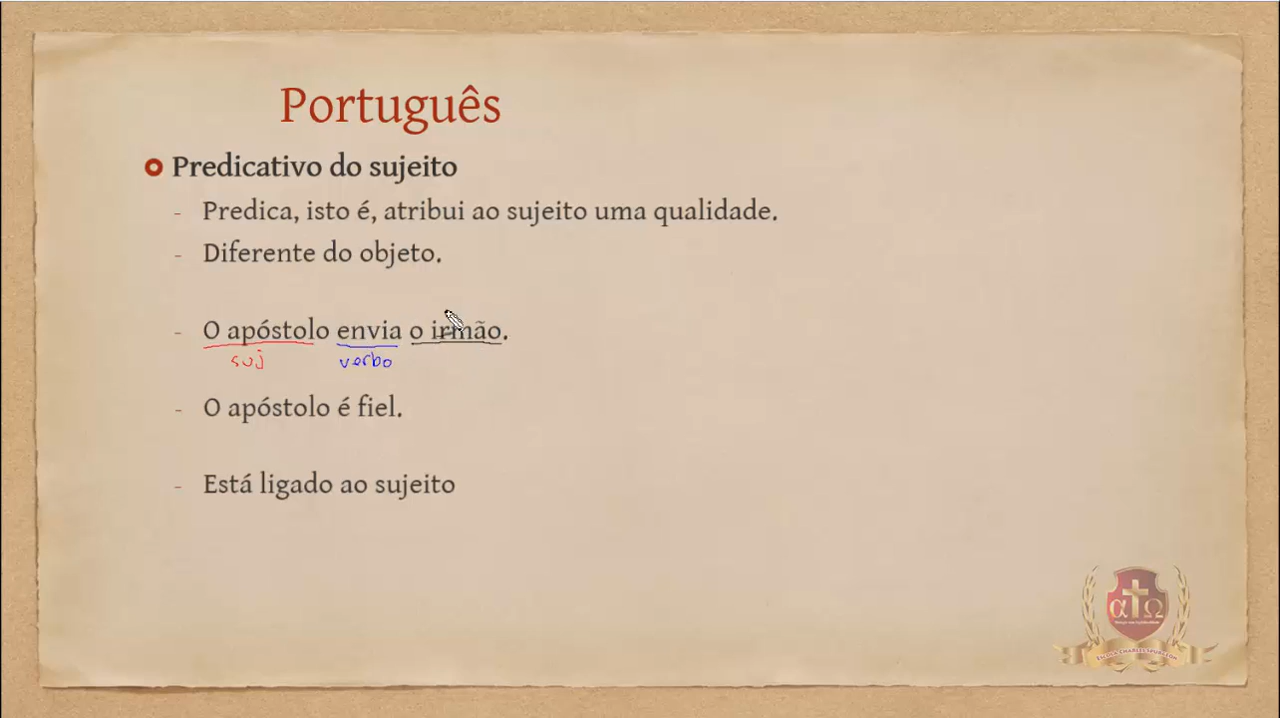 Português
Predicativo do sujeito
- Predica, isto é, atribui ao sujeito uma qualidade.
- Diferente do objeto.
- O apóstolo envia o irmão.
suj verbo
- O apóstolo é fiel.
- Está ligado ao sujeito
α Ω